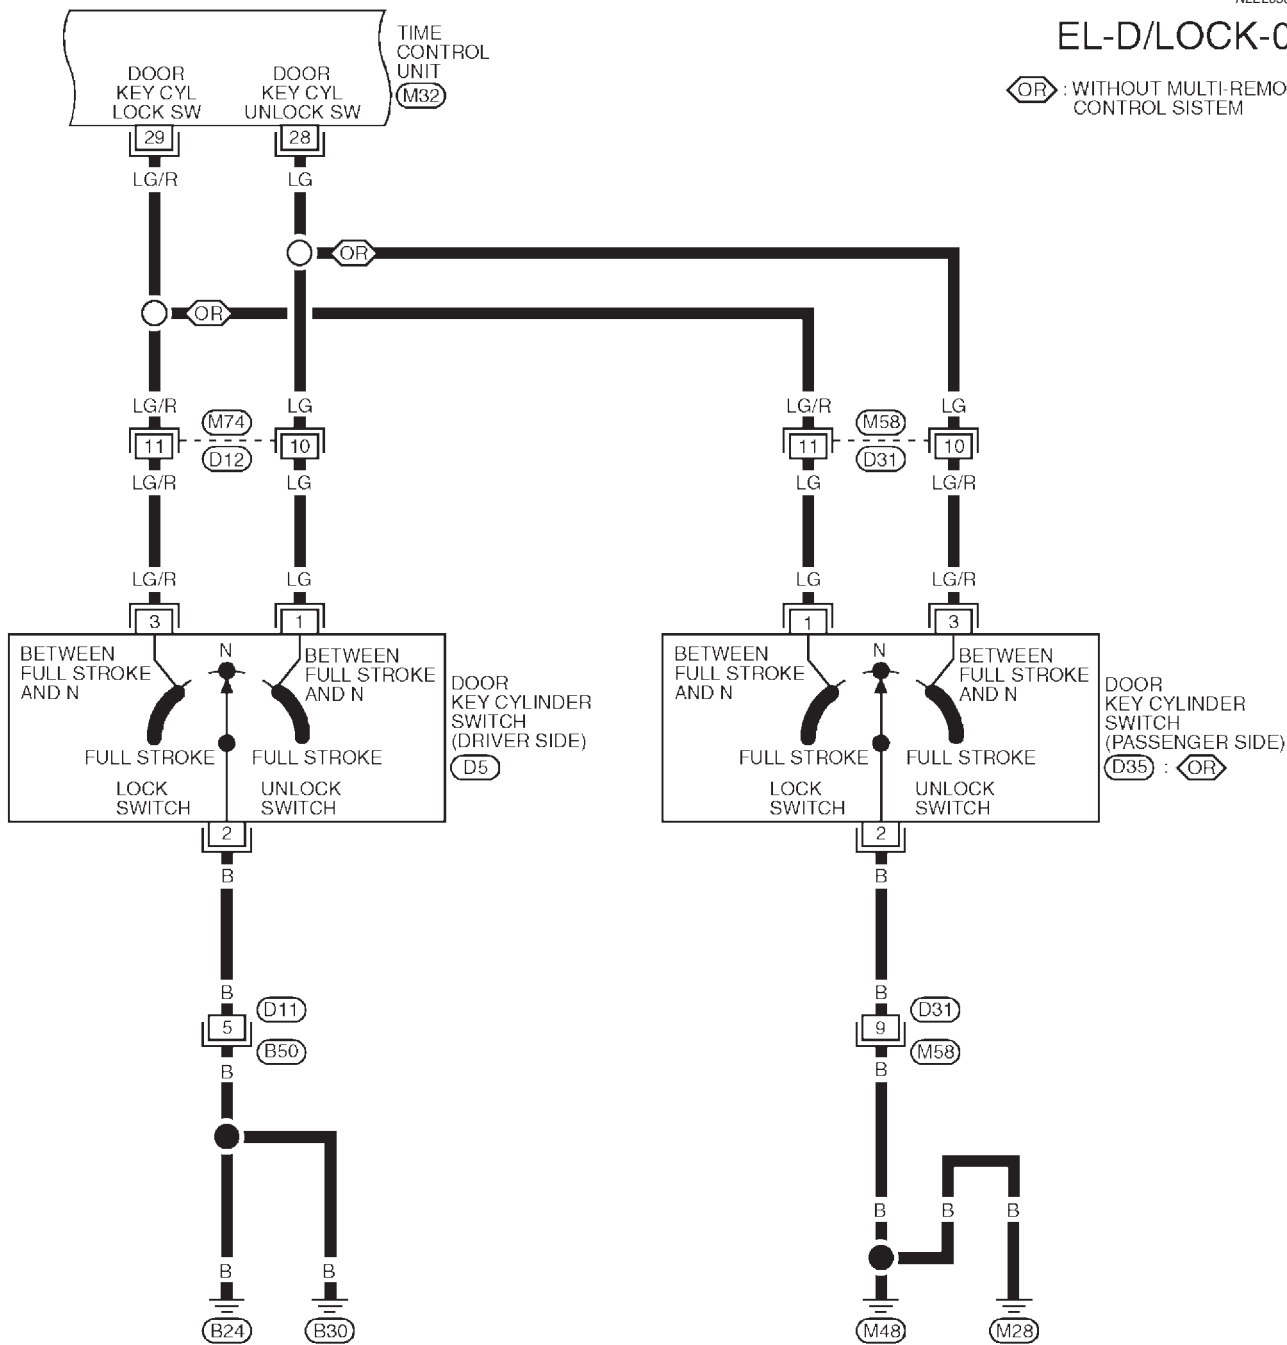 EL-D/LOCK-0
OR : WITHOUT MULTI-REMO
CONTROL SISTEM
TIME
CONTROL
UNIT
M32
DOOR
KEY CYL
LOCK SW
DOOR
KEY CYL
UNLOCK SW
29
28
LG/R
LG
OR
OR
LG/R
M74
LG
LG/R
M58
LG
11
10
11
10
D12
D31
LG/R
LG
LG
LG/R
LG/R
LG
LG
LG/R
3
1
1
3
BETWEEN
FULL STROKE
AND N
N
BETWEEN
FULL STROKE
AND N
FULL STROKE
FULL STROKE
LOCK
SWITCH
UNLOCK
SWITCH
DOOR
KEY CYLINDER
SWITCH
(DRIVER SIDE)
D5
BETWEEN
FULL STROKE
AND N
N
BETWEEN
FULL STROKE
AND N
FULL STROKE
FULL STROKE
LOCK
SWITCH
UNLOCK
SWITCH
DOOR
KEY CYLINDER
SWITCH
(PASSENGER SIDE)
D35 : OR
2
2
B
B
B
D11
B
D31
5
9
B50
M58
B
B
B
B
B
B
B
B24
B30
M48
M28